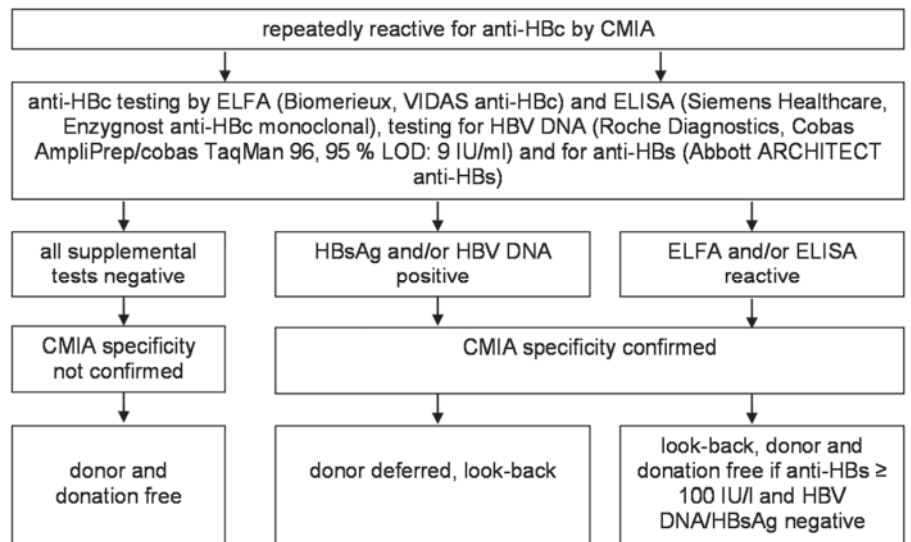 repeatedly reactive for anti-HBc by CMIA
anti-HBc testing by ELFA (Biomerieux, VIDAS anti-HBc) and ELISA (Siemens Healthcare,
Enzygnost anti-HBc monoclonal), testing for HBV DNA (Roche Diagnostics, Cobas
AmpliPrep/cobas TaqMan 96, 95 % LOD: 9 IU/ml) and for anti-HBs (Abbott ARCHITECT
anti-HBs)
all supplemental
tests negative
HBsAg and/or HBV DNA
positive
ELFA and/or ELISA
reactive
CMIA specificity
not confirmed
CMIA specificity confirmed
donor and
donation free
donor deferred, look-back
look-back, donor and
donation free if anti-HBs ≥
100 IU/l and HBV
DNA/HBsAg negative